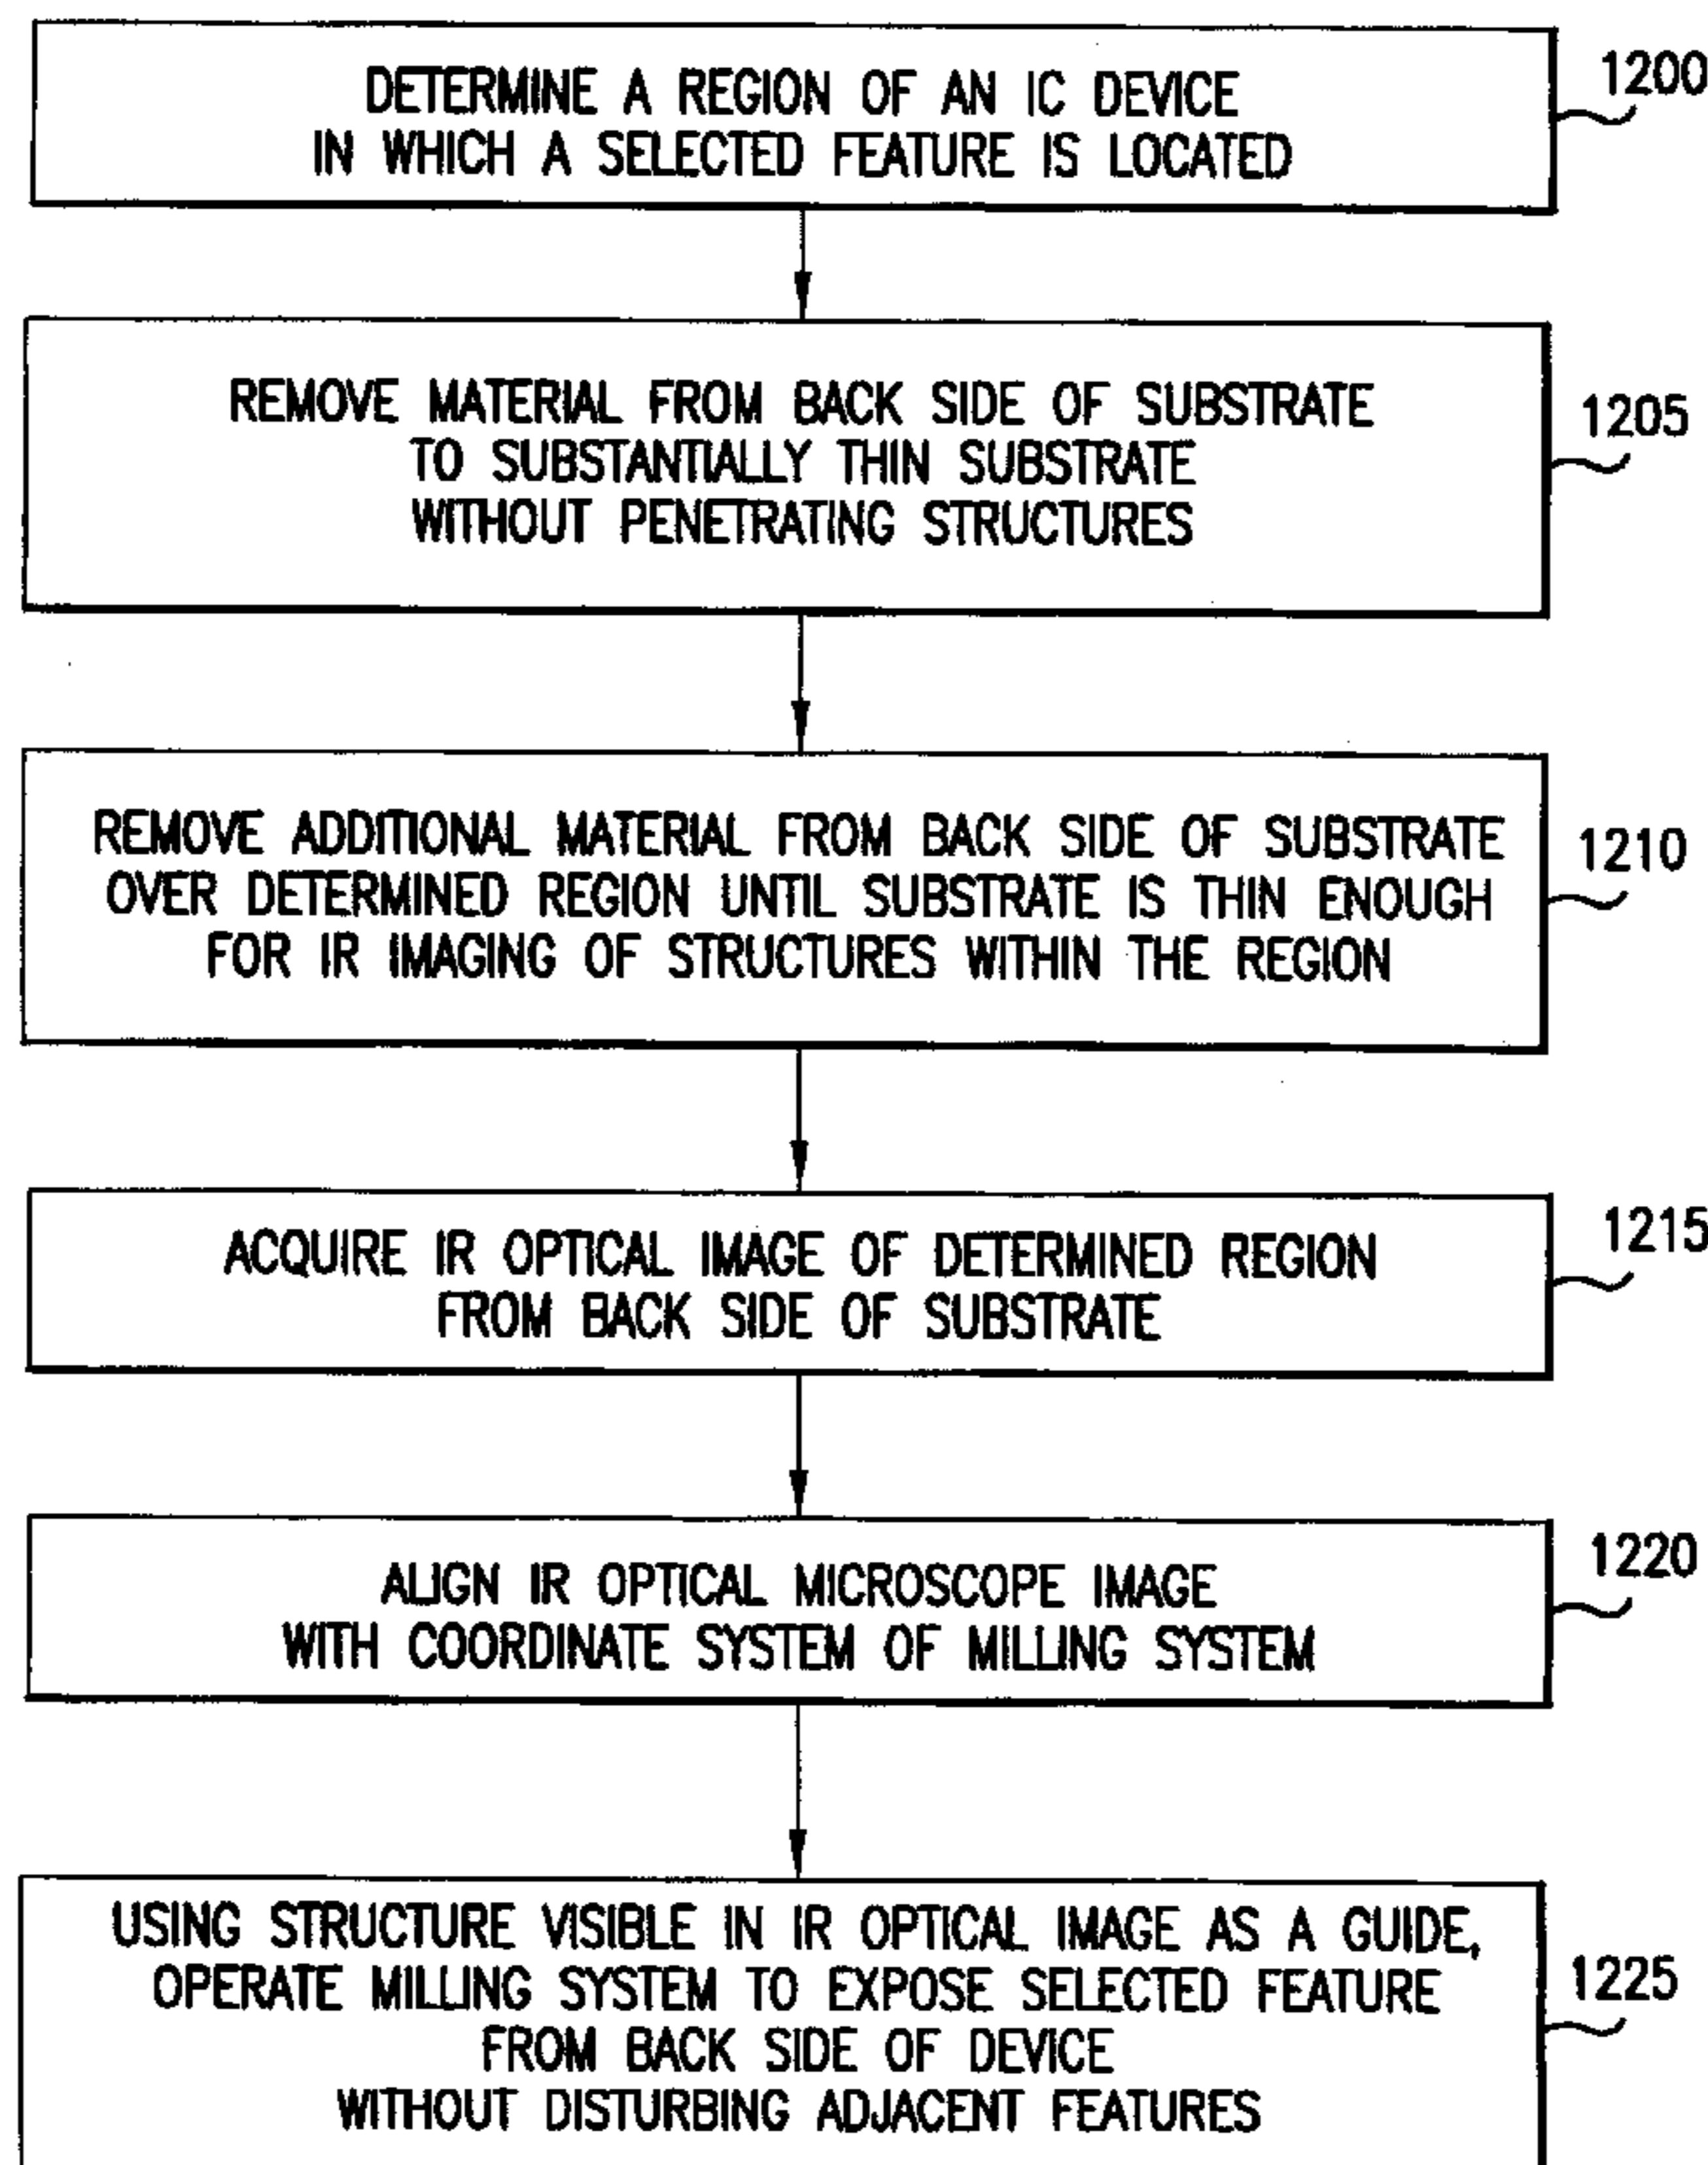 DETERMINE A REGION OF AN IC DEVICE
IN WHICH A SELECTED FEATURE IS LOCATED
1200
REMOVE MATERIAL FROM BACK SIDE OF SUBSTRATE
TO SUBSTANTIALLY THIN SUBSTRATE
WITHOUT PENETRATING STRUCTURES
1205
REMOVE ADDITIONAL MATERIAL FROM BACK SIDE OF SUBSTRATE
OVER DETERMINED REGION UNTIL SUBSTRATE IS THIN ENOUGH
FOR IR IMAGING OF STRUCTURES WITHIN THE REGION
1210
ACQUIRE IR OPTICAL IMAGE OF DETERMINED REGION
FROM BACK SIDE OF SUBSTRATE
1215
ALIGN IR OPTICAL MICROSCOPE IMAGE
WITH COORDINATE SYSTEM OF MILLING SYSTEM
1220
USING STRUCTURE VISIBLE IN IR OPTICAL IMAGE AS A GUIDE,
OPERATE MILLING SYSTEM TO EXPOSE SELECTED FEATURE
FROM BACK SIDE OF DEVICE
WITHOUT DISTURBING ADJACENT FEATURES
1225